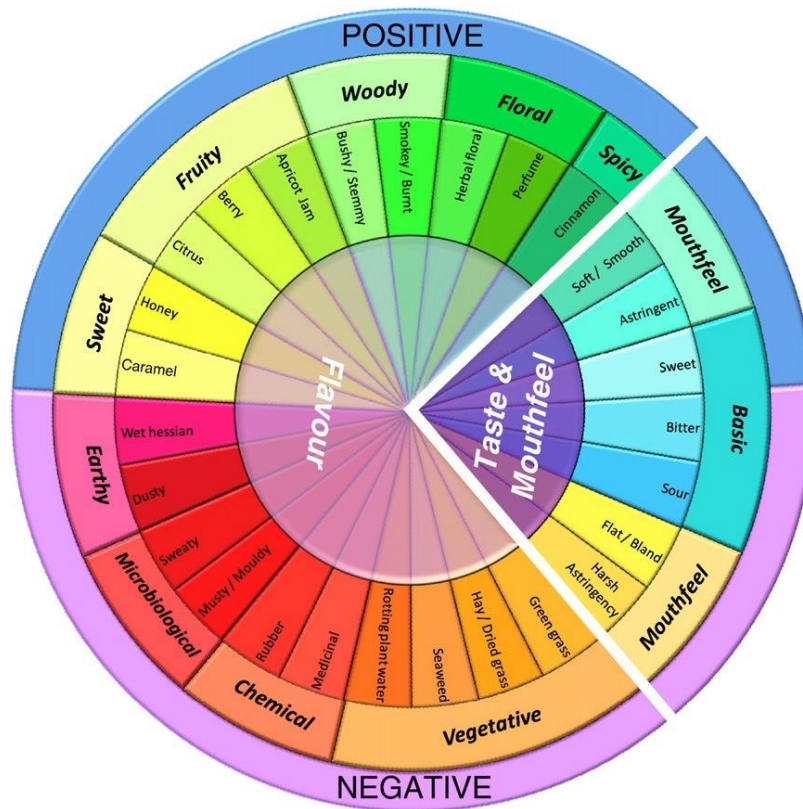 POSITIVE
Woody
Floral
Spicy
Mouthfeel
Basic
Mouthfeel
Vegetative
Chemical
Microbiological
Earthy
Sweet
Fruity
Bushy / Stemmy
Smokey / Burnt
Herbal floral
Perfume
Cinnamon
Soft / Smooth
Astringent
Sweet
Bitter
Sour
Flat / Bland
Harsh
Astringency
Green grass
Hay / Dried grass
Seaweed
Rotting plant water
Medicinal
Rubber
Musty / Mouldy
Sweaty
Dusty
Wet hessian
Caramel
Honey
Citrus
Berry
Apricot Jam
Flavour
Taste &
Mouthfeel
NEGATIVE